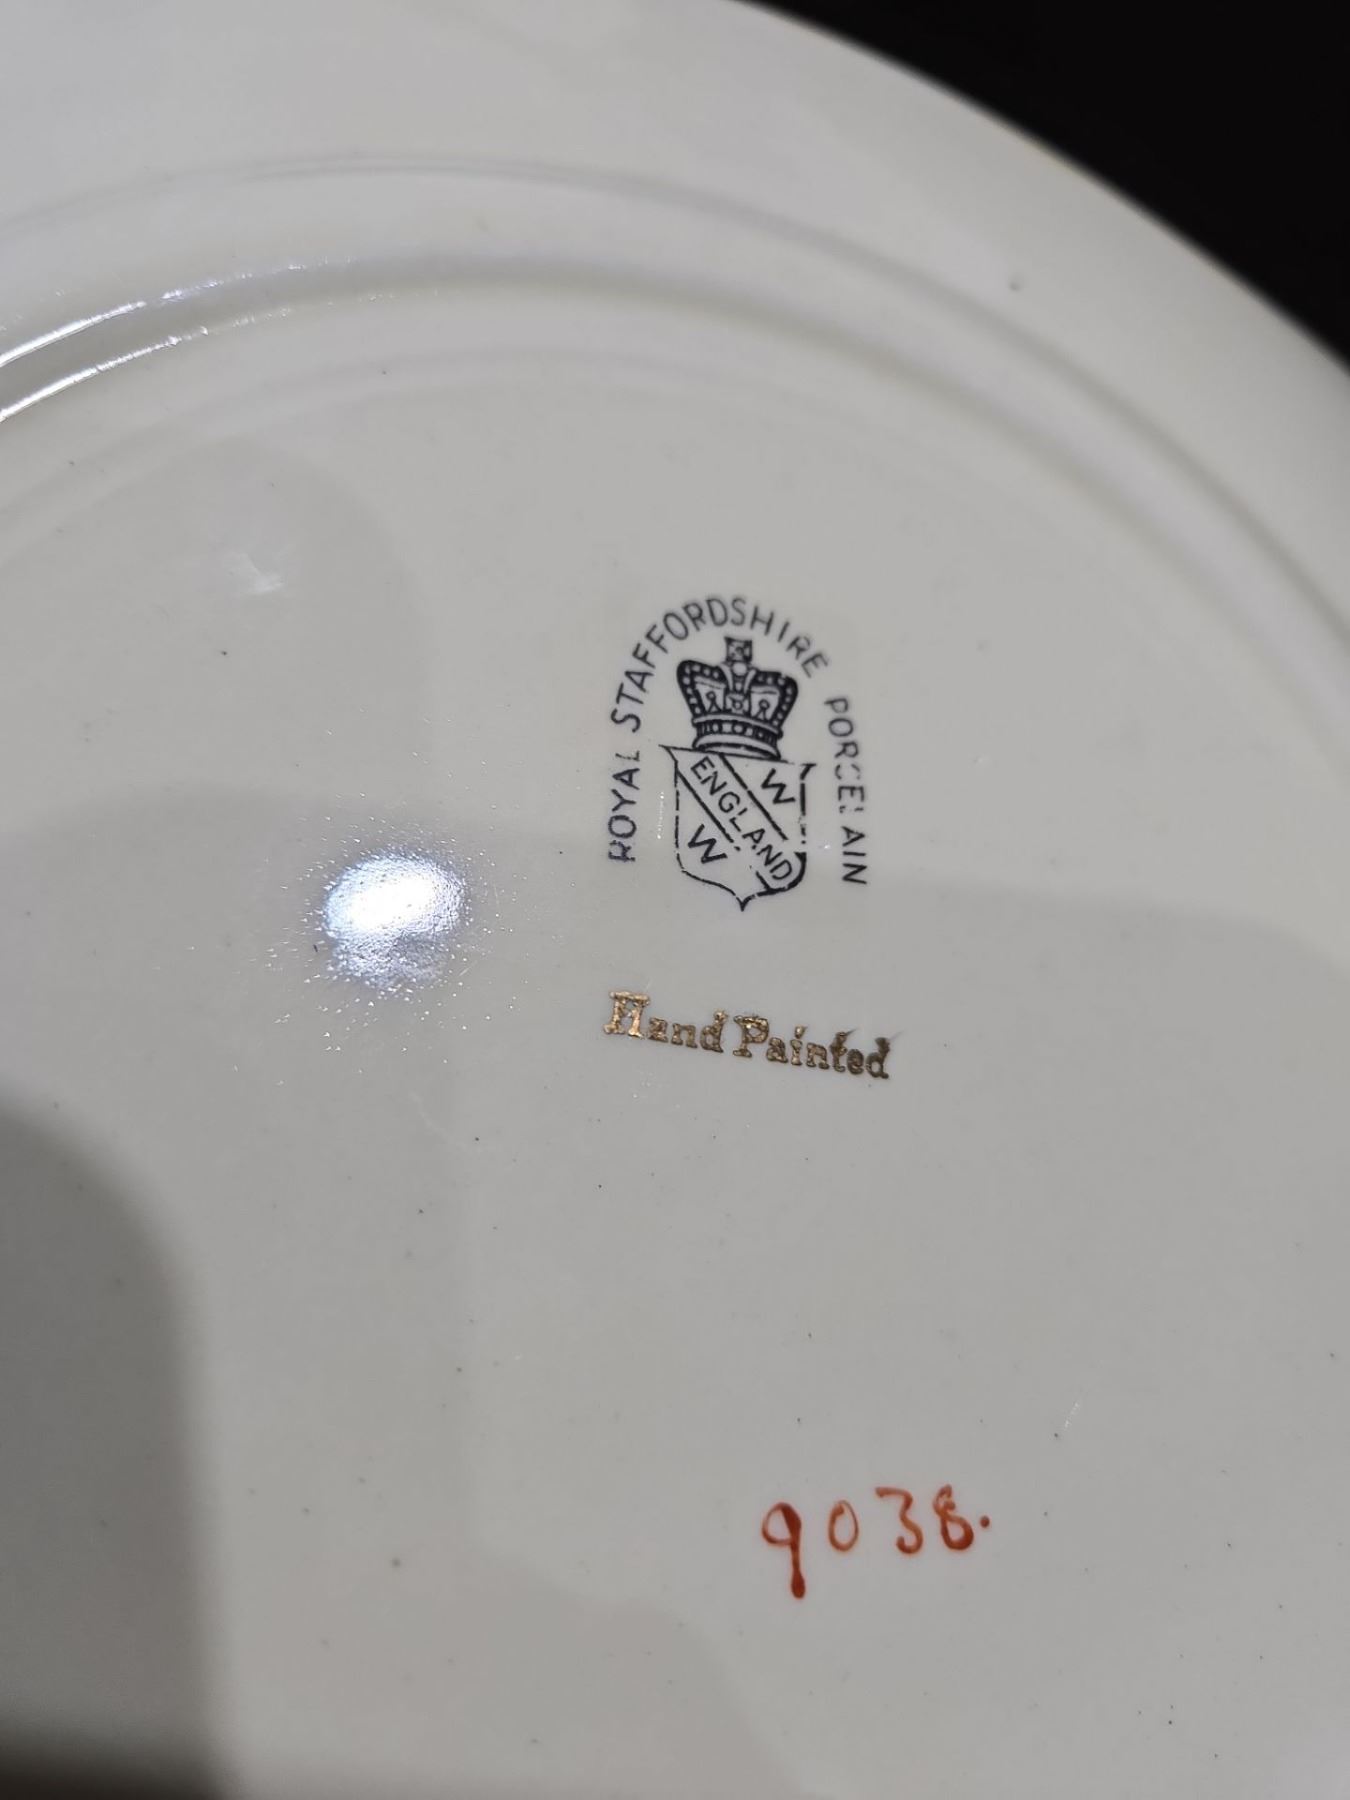 ROYAL STAFFORDSHIRE PORCELAIN
W
ENGLAND
W
Hand Painted
9038.